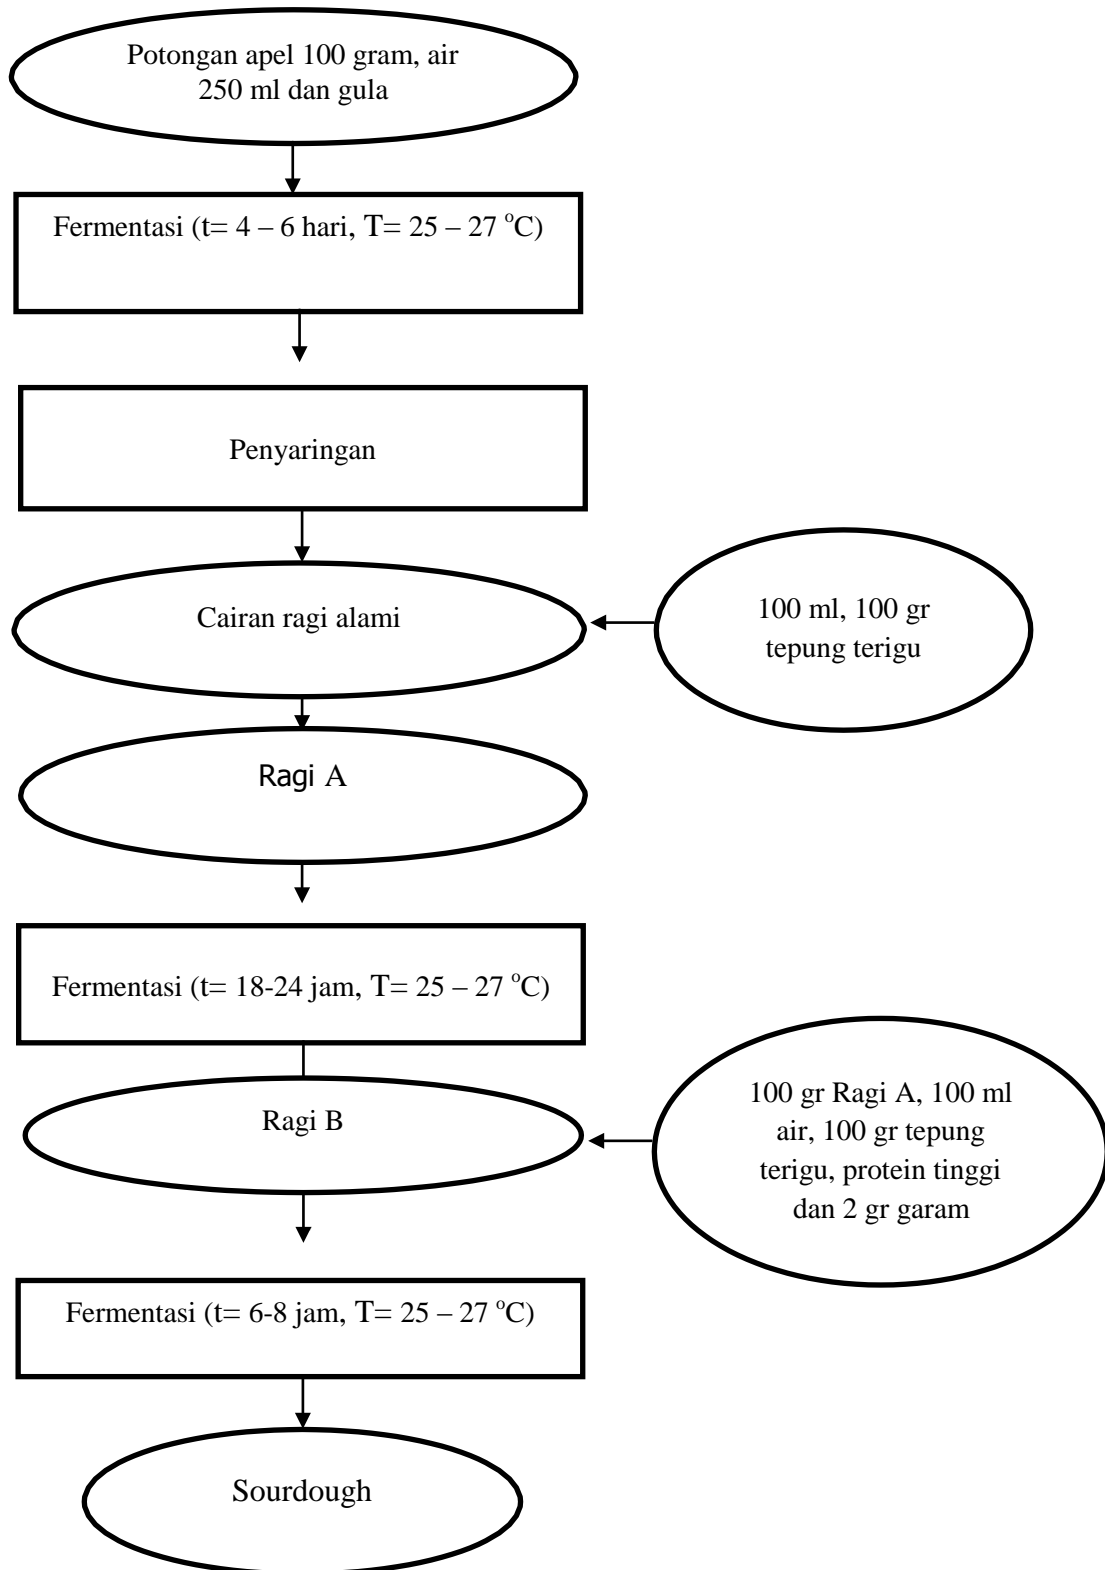 Potongan apel 100 gram, air
250 ml dan gula
Fermentasi (t= 4 – 6 hari, T= 25 – 27 °C)
Penyaringan
Cairan ragi alami
100 ml, 100 gr
tepung terigu
Ragi A
Fermentasi (t= 18-24 jam, T= 25 – 27 °C)
Ragi B
100 gr Ragi A, 100 ml
air, 100 gr tepung
terigu, protein tinggi
dan 2 gr garam
Fermentasi (t= 6-8 jam, T= 25 – 27 °C)
Sourdough